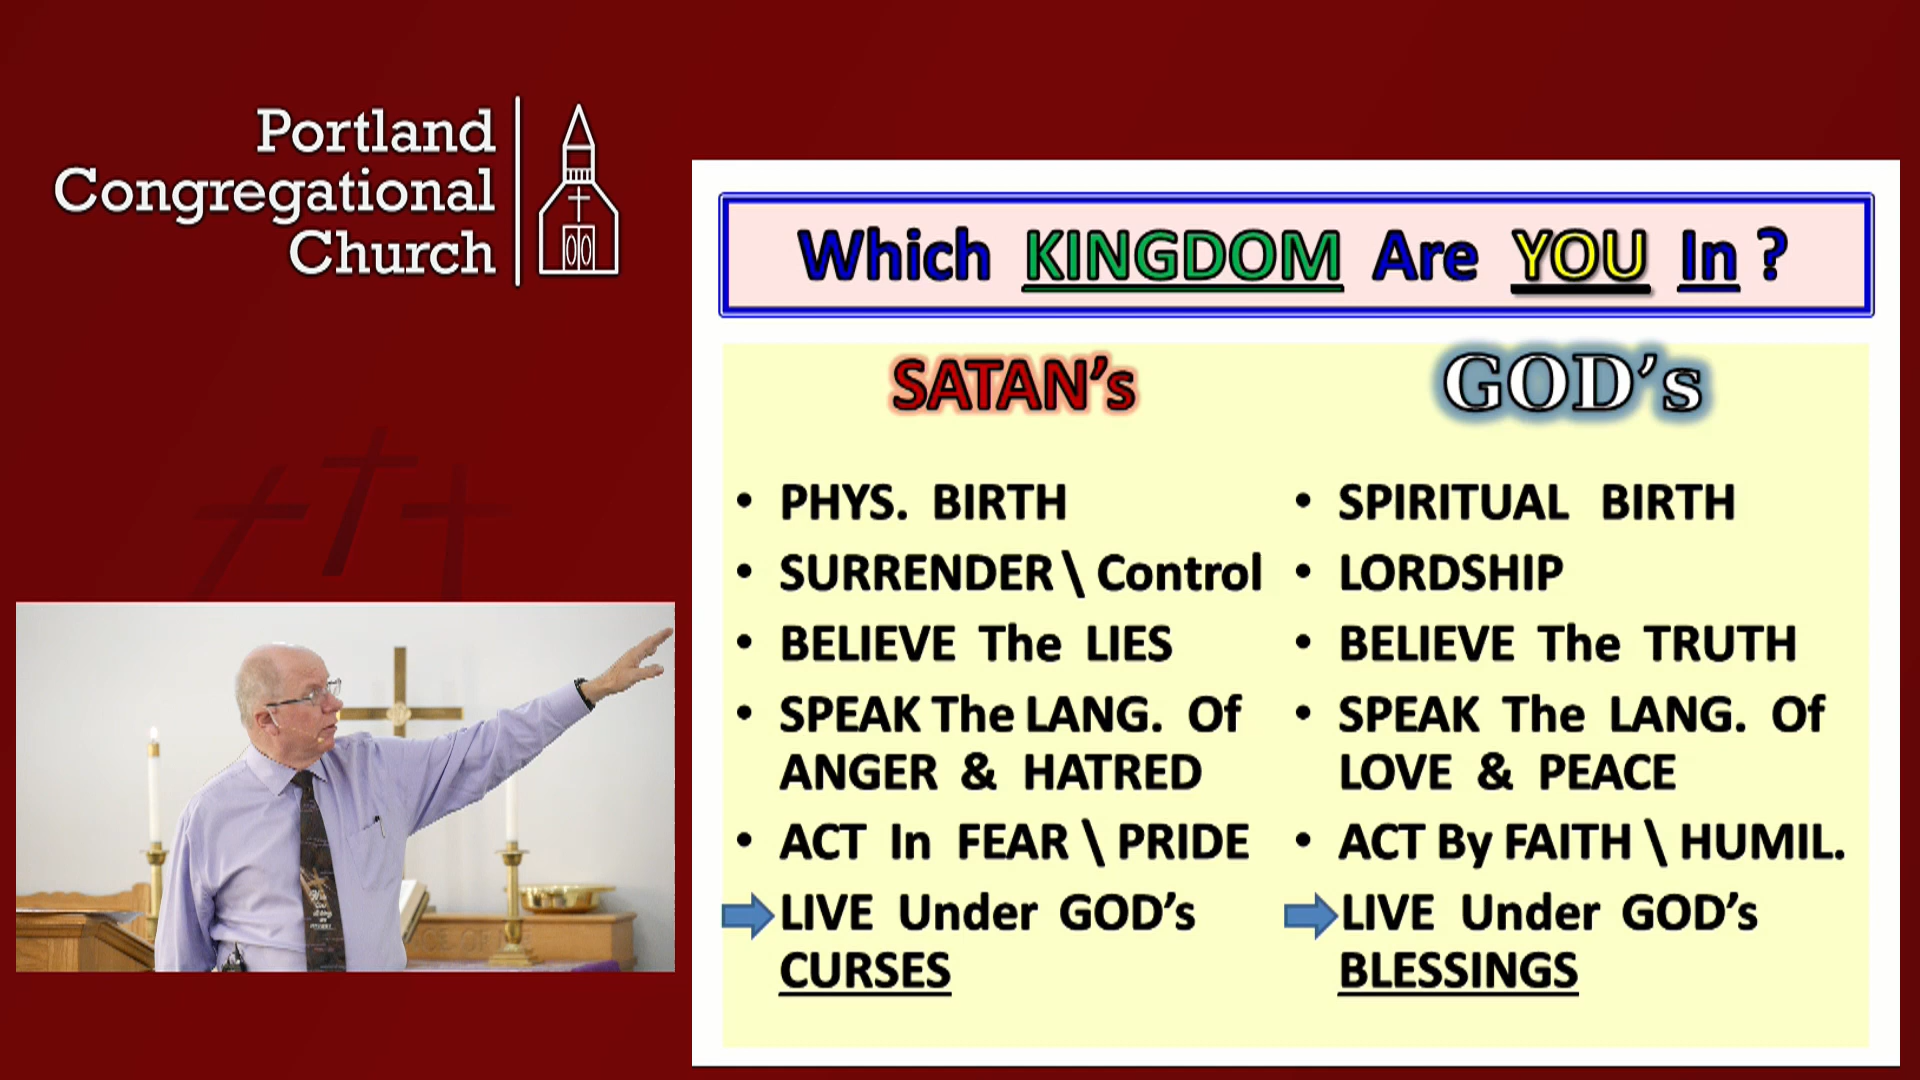 Portland
Congregational
Church
Which KINGDOM Are YOU In ?
SATAN's
• PHYS. BIRTH
• SURRENDER \ Control
• BELIEVE The LIES
• SPEAK The LANG. Of
ANGER & HATRED
• ACT In FEAR \ PRIDE
LIVE Under GOD's
CURSES
GOD's
• SPIRITUAL BIRTH
• LORDSHIP
• BELIEVE The TRUTH
• SPEAK The LANG. Of
LOVE & PEACE
• ACT By FAITH \ HUMIL.
LIVE Under GOD's
BLESSINGS